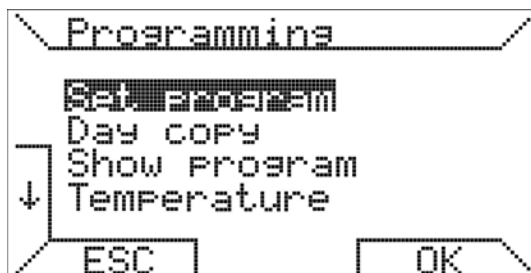 Programming
Set program
Day copy
Show program
Temperature
ESC OK